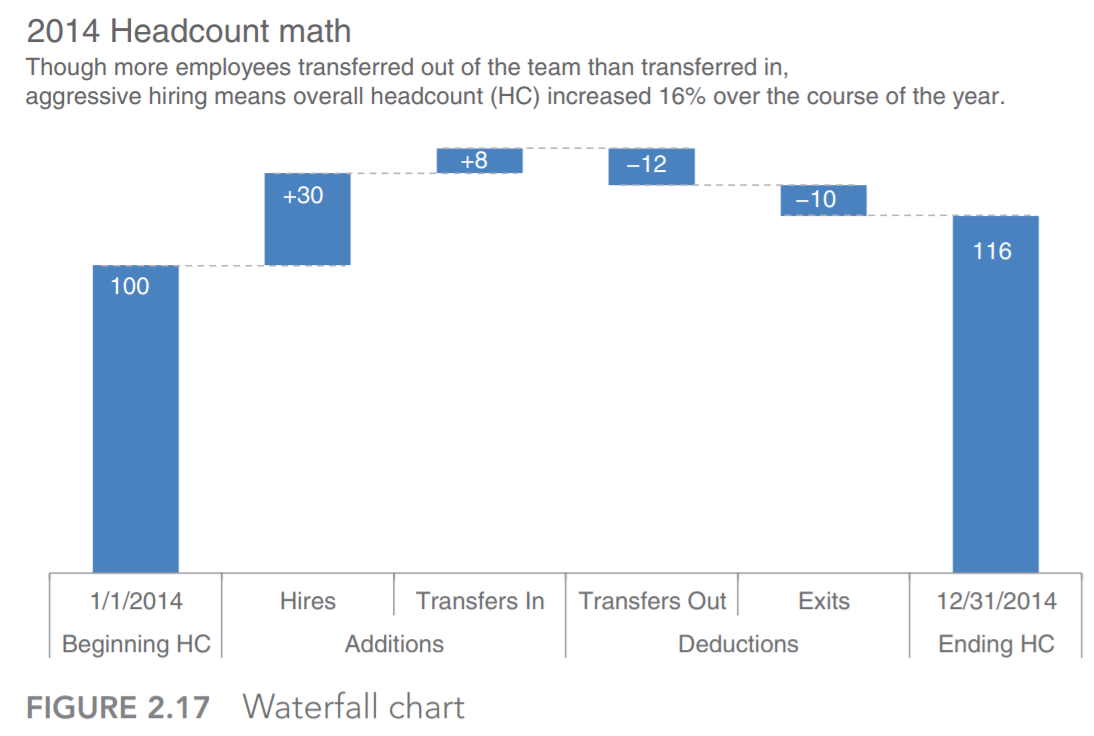 2014 Headcount math
Though more employees transferred out of the team than transferred in,
aggressive hiring means overall headcount (HC) increased 16% over the course of the year.
+8
−12
+30
−10
116
100
1/1/2014 Hires Transfers In Transfers Out Exits 12/31/2014
Beginning HC Additions Deductions Ending HC
FIGURE 2.17 Waterfall chart